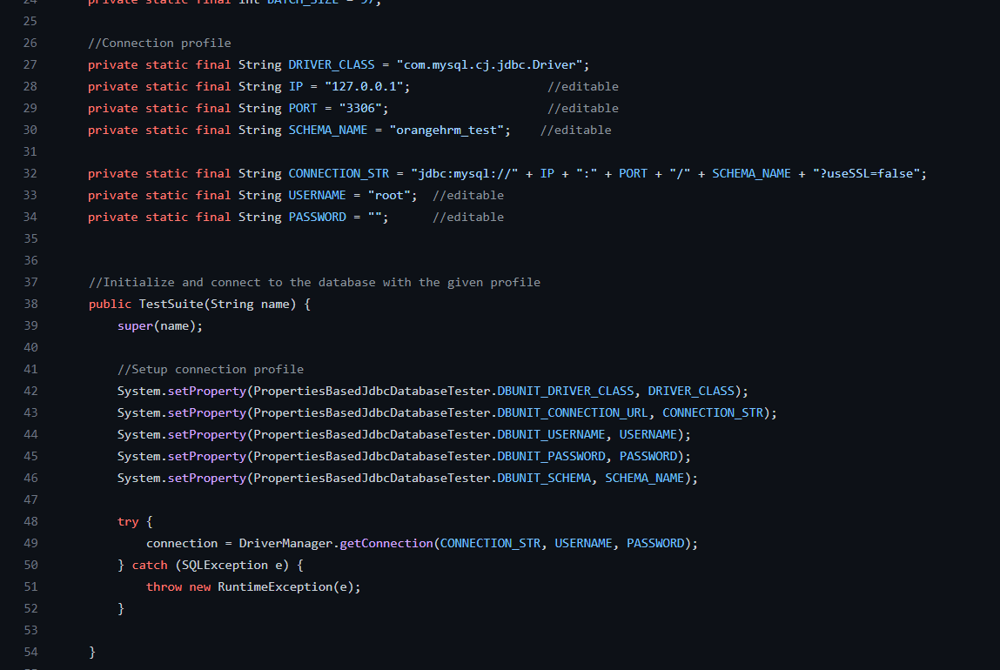 24 private static final int BATCH_SIZE = 97;
25
26 //Connection profile
27 private static final String DRIVER_CLASS = "com.mysql.cj.jdbc.Driver";
28 private static final String IP = "127.0.0.1"; //editable
29 private static final String PORT = "3306"; //editable
30 private static final String SCHEMA_NAME = "orangehrm_test"; //editable
31
32 private static final String CONNECTION_STR = "jdbc:mysql://" + IP + ":" + PORT + "/" + SCHEMA_NAME + "?useSSL=false";
33 private static final String USERNAME = "root"; //editable
34 private static final String PASSWORD = ""; //editable
35
36
37 //Initialize and connect to the database with the given profile
38 public TestSuite(String name) {
39 super(name);
40
41 //Setup connection profile
42 System.setProperty(PropertiesBasedJdbcDatabaseTester.DBUNIT_DRIVER_CLASS, DRIVER_CLASS);
43 System.setProperty(PropertiesBasedJdbcDatabaseTester.DBUNIT_CONNECTION_URL, CONNECTION_STR);
44 System.setProperty(PropertiesBasedJdbcDatabaseTester.DBUNIT_USERNAME, USERNAME);
45 System.setProperty(PropertiesBasedJdbcDatabaseTester.DBUNIT_PASSWORD, PASSWORD);
46 System.setProperty(PropertiesBasedJdbcDatabaseTester.DBUNIT_SCHEMA, SCHEMA_NAME);
47
48 try {
49 connection = DriverManager.getConnection(CONNECTION_STR, USERNAME, PASSWORD);
50 } catch (SQLException e) {
51 throw new RuntimeException(e);
52 }
53
54 }